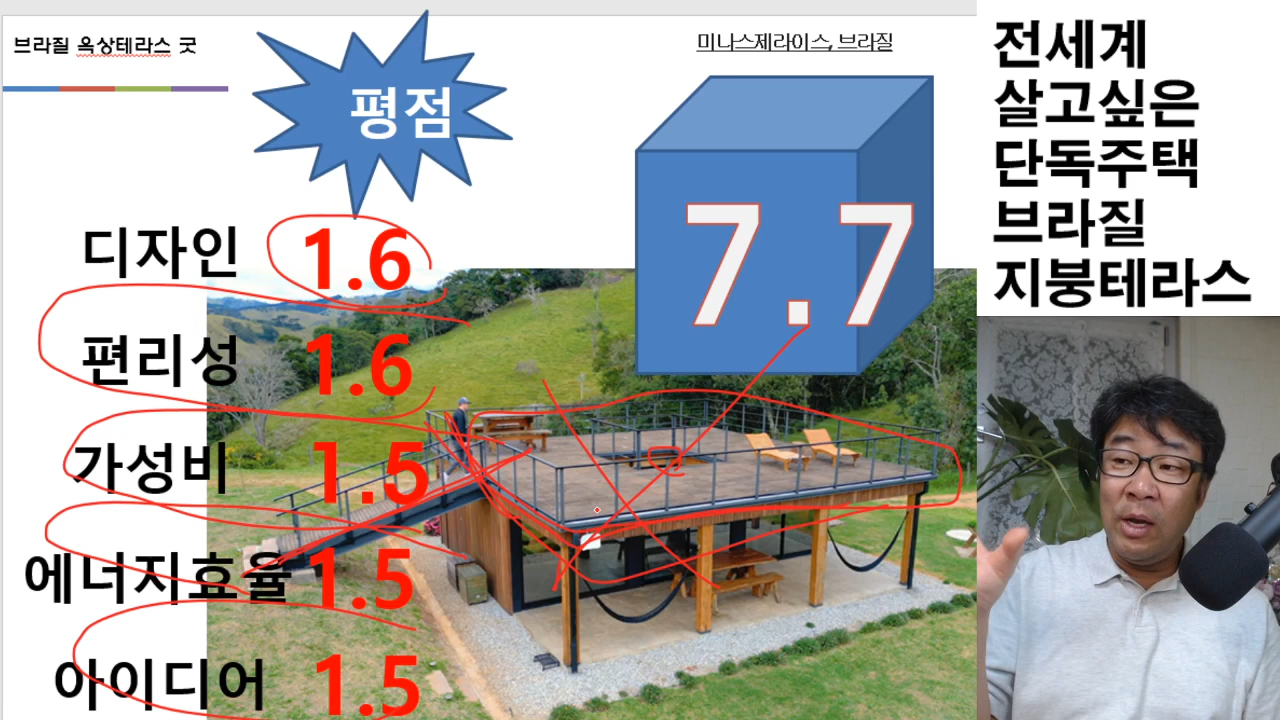 브라질 옥상테라스 굿
평점
미나스제라이스, 브라질
7.7
디자인 1.6
편리성 1.6
가성비 1.5
에너지효율 1.5
아이디어 1.5
전세계
살고싶은
단독주택
브라질
지붕테라스